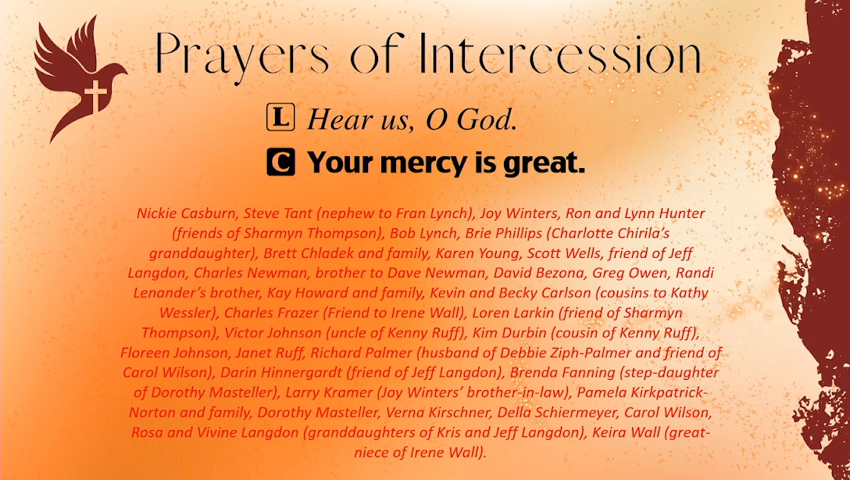 Prayers of Intercession
L Hear us, O God.
C Your mercy is great.
Nickie Casburn, Steve Tant (nephew to Fran Lynch), Joy Winters, Ron and Lynn Hunter
(friends of Sharmyn Thompson), Bob Lynch, Brie Phillips (Charlotte Chirila's
granddaughter), Brett Chladek and family, Karen Young, Scott Wells, friend of Jeff
Langdon, Charles Newman, brother to Dave Newman, David Bezona, Greg Owen, Randi
Lenander's brother, Kay Howard and family, Kevin and Becky Carlson (cousins to Kathy
Wessler), Charles Frazer (Friend to Irene Wall), Loren Larkin (friend of Sharmyn
Thompson), Victor Johnson (uncle of Kenny Ruff), Kim Durbin (cousin of Kenny Ruff),
Floreen Johnson, Janet Ruff, Richard Palmer (husband of Debbie Ziph-Palmer and friend of
Carol Wilson), Darin Hinnergardt (friend of Jeff Langdon), Brenda Fanning (step-daughter
of Dorothy Masteller), Larry Kramer (Joy Winters' brother-in-law), Pamela Kirkpatrick-
Norton and family, Dorothy Masteller, Verna Kirschner, Della Schiermeyer, Carol Wilson,
Rosa and Vivine Langdon (granddaughters of Kris and Jeff Langdon), Keira Wall (great-
niece of Irene Wall).